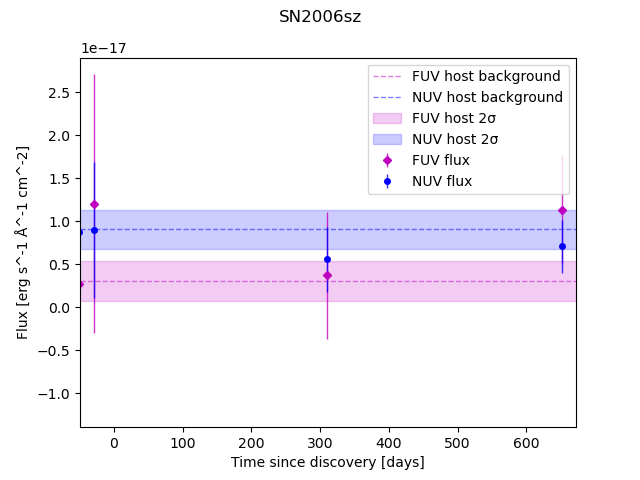 SN2006sz
1e−17
FUV host background
NUV host background
FUV host 2σ
NUV host 2σ
FUV flux
NUV flux
2.5
2.0
1.5
1.0
0.5
0.0
−0.5
−1.0
Flux [erg s^-1 Å^-1 cm^-2]
0 100 200 300 400 500 600
Time since discovery [days]